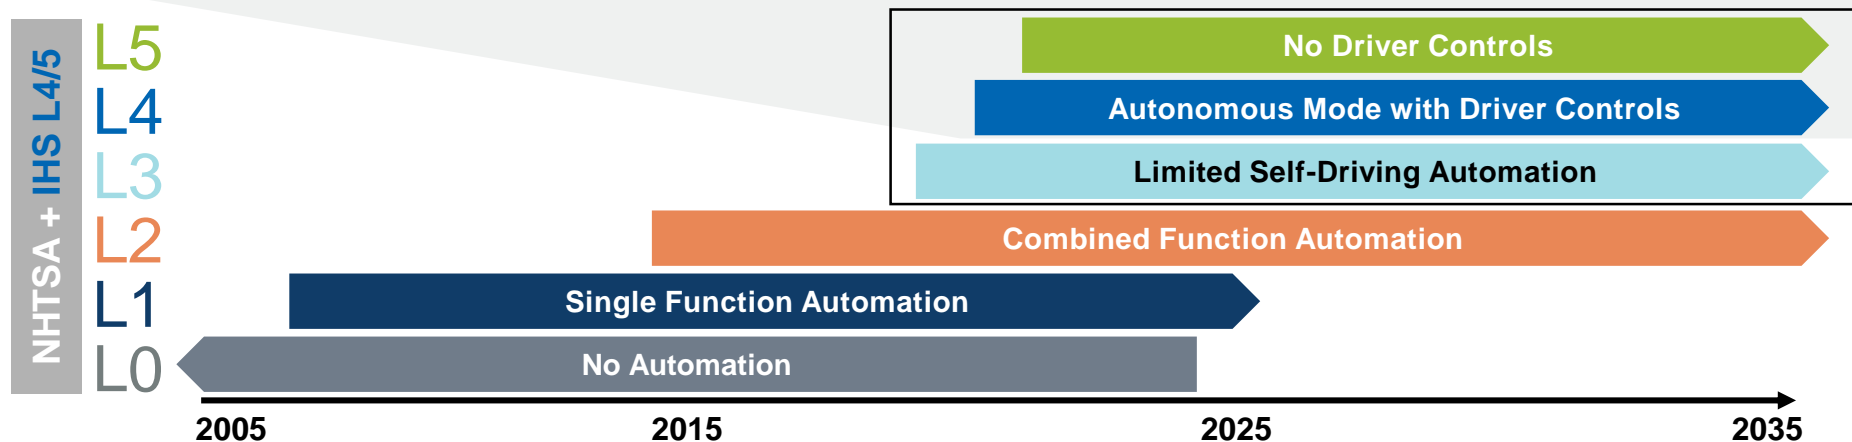 NHTSA + IHS L4/5
L5
No Driver Controls
L4
Autonomous Mode with Driver Controls
L3
Limited Self-Driving Automation
L2
Combined Function Automation
L1
Single Function Automation
L0
No Automation
2005 2015 2025 2035